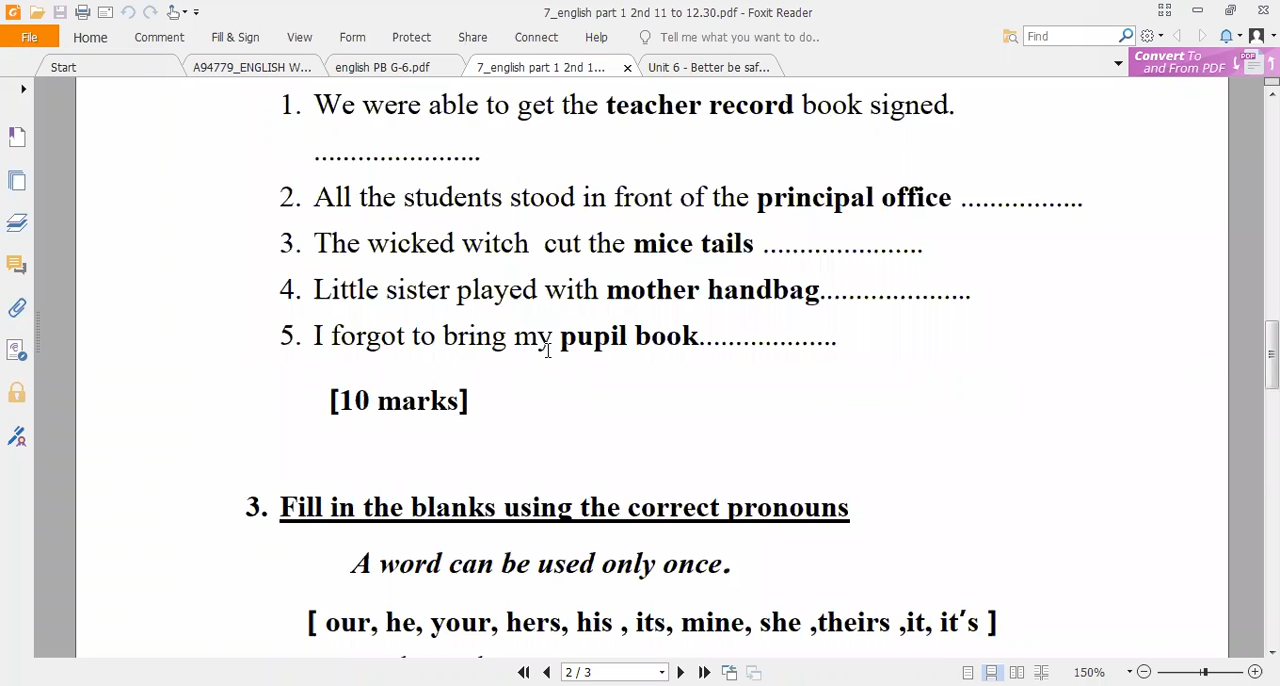 7_english part 1 2nd 11 to 12.30.pdf - Foxit Reader
File Home Comment Fill & Sign View Form Protect Share Connect Help Tell me what you want to do.. Find
Start A94779_ENGLISH W... english PB G-6.pdf 7_english part 1 2nd 1... Unit 6 - Better be saf... Convert To
and From PDF
1. We were able to get the teacher record book signed.
.......................
2. All the students stood in front of the principal office ................
3. The wicked witch cut the mice tails ......................
4. Little sister played with mother handbag.....................
5. I forgot to bring my pupil book...................
[10 marks]
3. Fill in the blanks using the correct pronouns
A word can be used only once.
[ our, he, your, hers, his , its, mine, she ,theirs ,it, it’s ]
2 / 3 150%